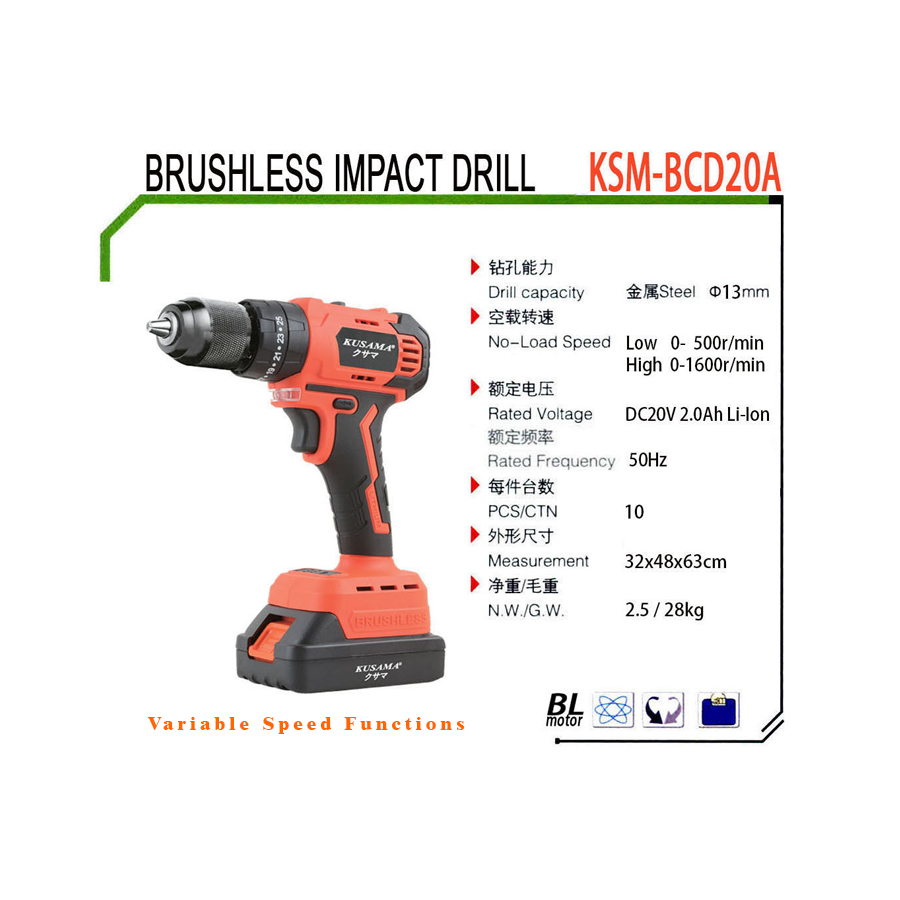 BRUSHLESS IMPACT DRILL KSM-BCD20A
钻孔能力
Drill capacity 金属Steel Φ13mm
空载转速
No-Load Speed Low 0- 500r/min
High 0-1600r/min
额定电压
Rated Voltage DC20V 2.0Ah Li-Ion
额定频率
Rated Frequency 50Hz
每件台数
PCS/CTN 10
外形尺寸
Measurement 32x48x63cm
净重/毛重
N.W./G.W. 2.5 / 28kg
19 21 23 25
KUSAMA®
クサマ
BRUSHLESS
KUSAMA®
クサマ
Variable Speed Functions
BL
motor